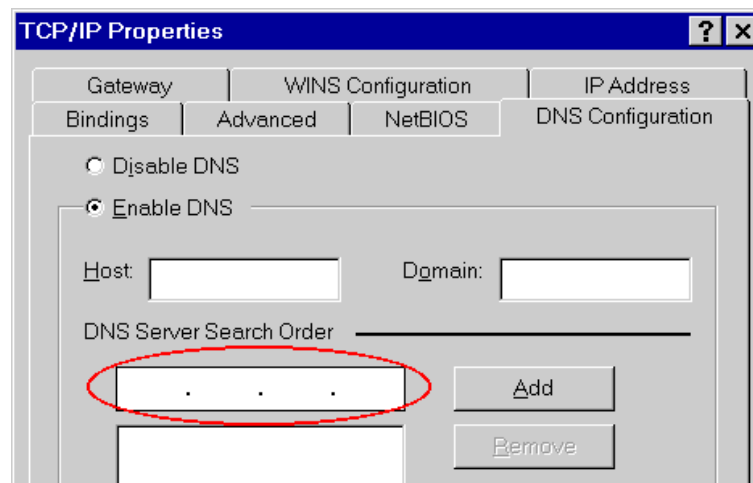 TCP/IP Properties ? ×
Gateway WINS Configuration IP Address
Bindings Advanced NetBIOS DNS Configuration
Disable DNS
Enable DNS
Host: Domain:
DNS Server Search Order
. . . Add
Remove